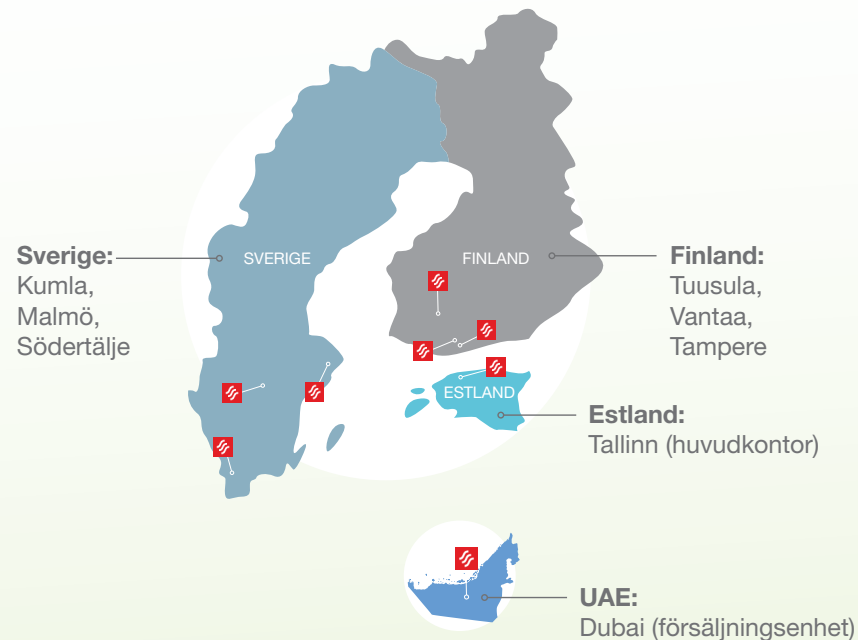 Sverige:
Kumla,
Malmö,
Södertälje
SVERIGE
FINLAND
Finland:
Tuusula,
Vantaa,
Tampere
ESTLAND
Estland:
Tallinn (huvudkontor)
UAE:
Dubai (försäljningsenhet)